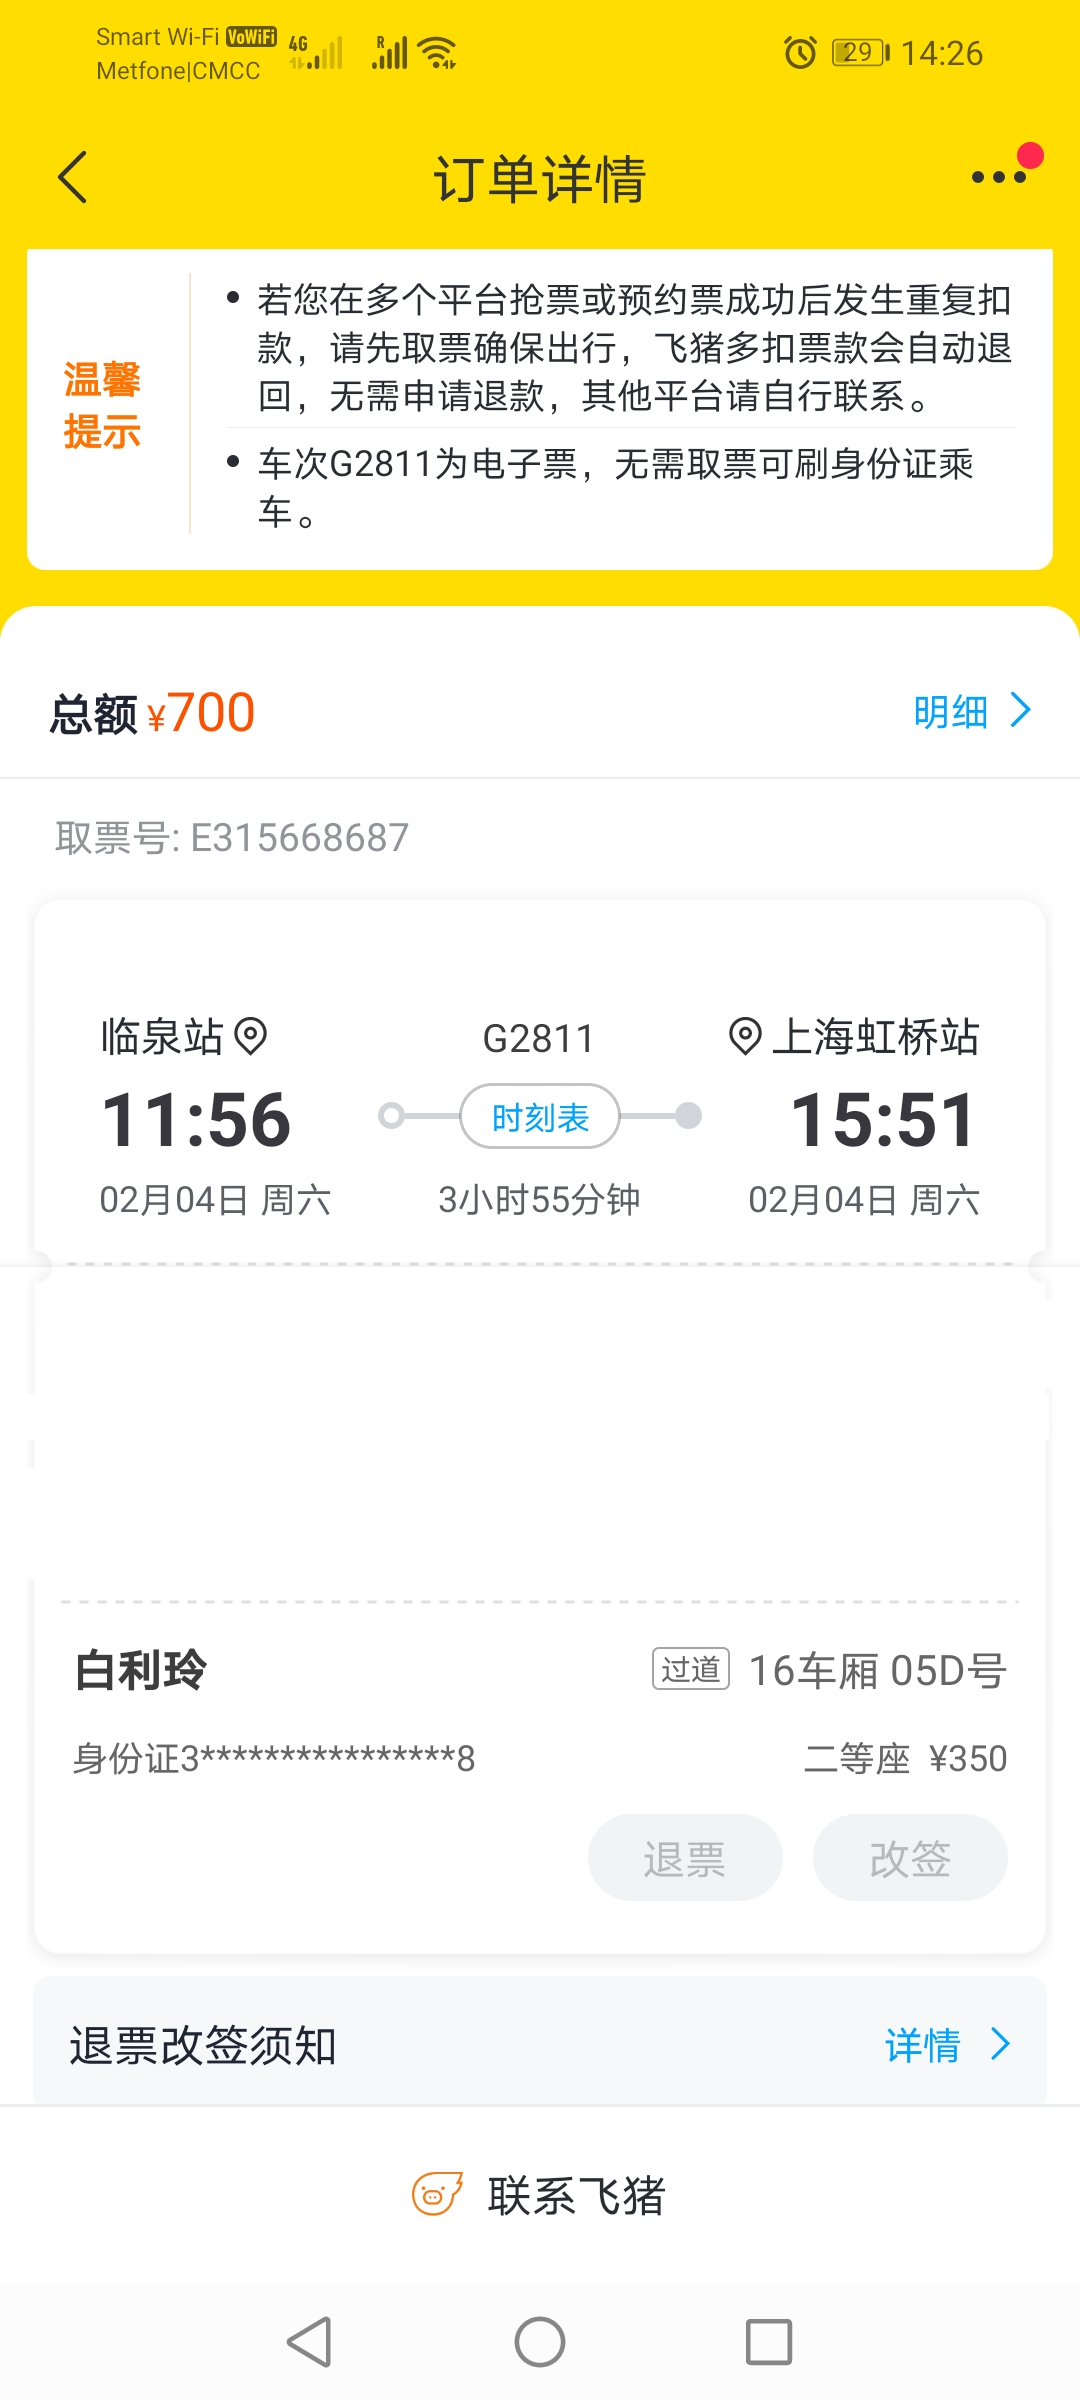 Smart Wi-Fi VoWiFi
Metfone|CMCC
4G
R
29
14:26
订单详情
温馨
提示
若您在多个平台抢票或预约票成功后发生重复扣
款，请先取票确保出行，飞猪多扣票款会自动退
回，无需申请退款，其他平台请自行联系。
车次G2811为电子票，无需取票可刷身份证乘
车。
总额 ¥700
明细
取票号: E315668687
临泉站
G2811
上海虹桥站
11:56
时刻表
15:51
02月04日 周六
3小时55分钟
02月04日 周六
白利玲
过道
16车厢 05D号
身份证3****************8
二等座 ¥350
退票
改签
退票改签须知
详情
联系飞猪